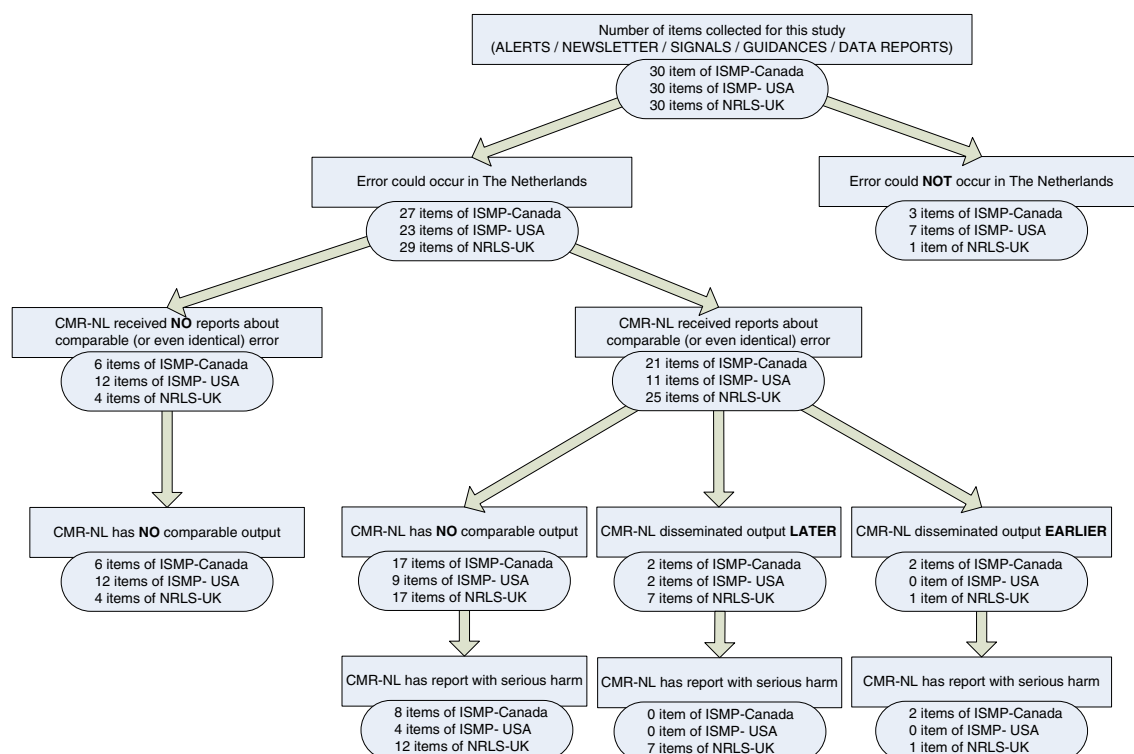 Number of items collected for this study
(ALERTS / NEWSLETTER / SIGNALS / GUIDANCES / DATA REPORTS)
30 item of ISMP-Canada
30 items of ISMP- USA
30 items of NRLS-UK
Error could occur in The Netherlands
27 items of ISMP-Canada
23 items of ISMP- USA
29 items of NRLS-UK
Error could NOT occur in The Netherlands
3 items of ISMP-Canada
7 items of ISMP- USA
1 item of NRLS-UK
CMR-NL received NO reports about
comparable (or even identical) error
6 items of ISMP-Canada
12 items of ISMP- USA
4 items of NRLS-UK
CMR-NL received reports about
comparable (or even identical) error
21 items of ISMP-Canada
11 items of ISMP- USA
25 items of NRLS-UK
CMR-NL has NO comparable output
6 items of ISMP-Canada
12 items of ISMP- USA
4 items of NRLS-UK
CMR-NL has NO comparable output
17 items of ISMP-Canada
9 items of ISMP- USA
17 items of NRLS-UK
CMR-NL disseminated output LATER
2 items of ISMP-Canada
2 items of ISMP- USA
7 items of NRLS-UK
CMR-NL disseminated output EARLIER
2 items of ISMP-Canada
0 items of ISMP- USA
1 item of NRLS-UK
CMR-NL has report with serious harm
8 items of ISMP-Canada
4 items of ISMP- USA
12 items of NRLS-UK
CMR-NL has report with serious harm
0 item of ISMP-Canada
0 item of ISMP- USA
7 items of NRLS-UK
CMR-NL has report with serious harm
2 items of ISMP-Canada
0 items of ISMP- USA
1 item of NRLS-UK